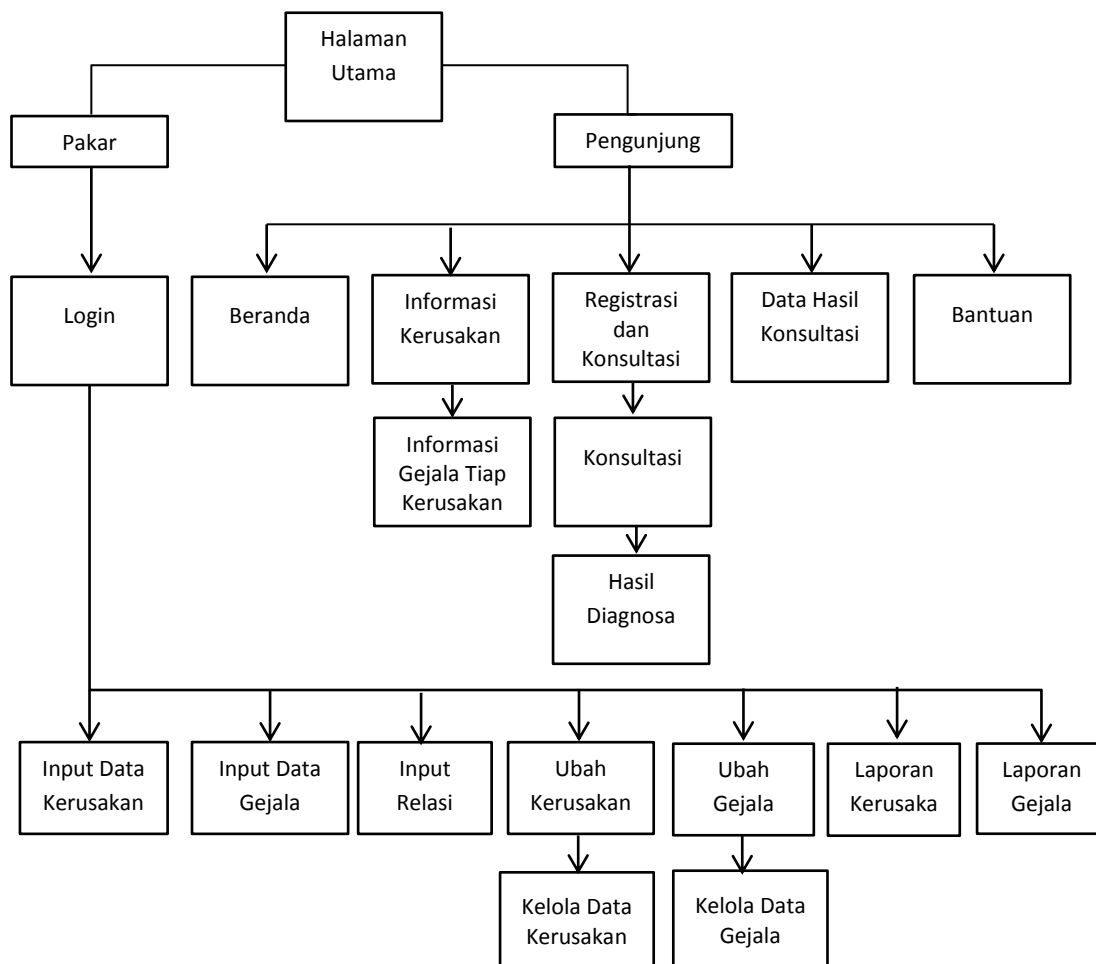 Halaman
Utama
Pakar
Pengunjung
Login
Beranda
Informasi
Kerusakan
Registrasi
dan
Konsultasi
Data Hasil
Konsultasi
Bantuan
Informasi
Gejala Tiap
Kerusakan
Konsultasi
Hasil
Diagnosa
Input Data
Kerusakan
Input Data
Gejala
Input
Relasi
Ubah
Kerusakan
Ubah
Gejala
Laporan
Kerusaka
Laporan
Gejala
Kelola Data
Kerusakan
Kelola Data
Gejala